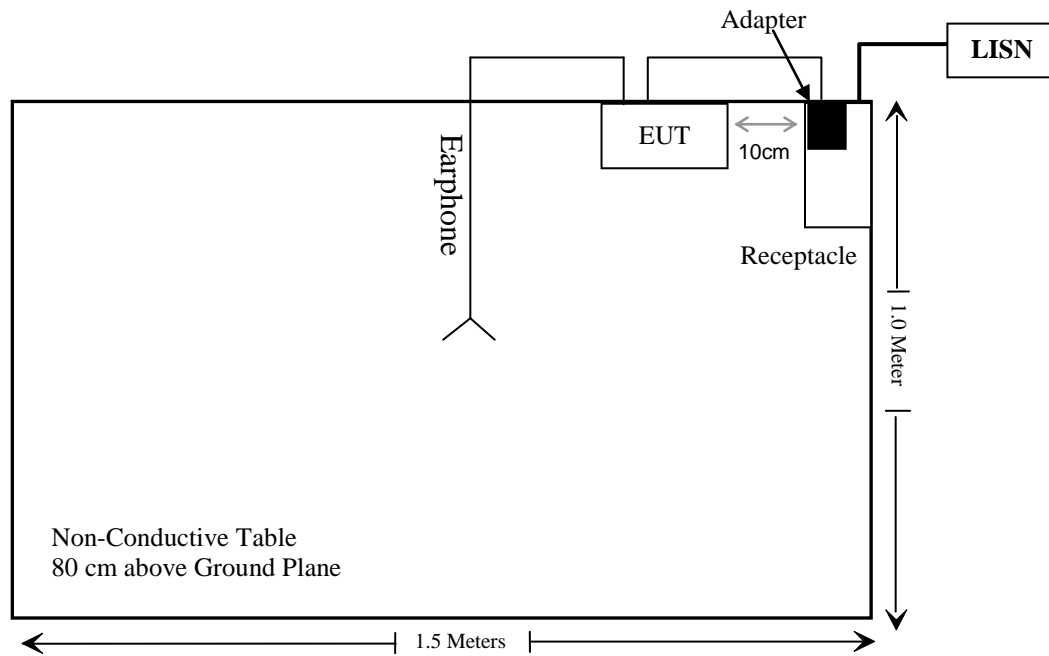 Adapter
LISN
EUT
10cm
Earphone
Receptacle
1.0 Meter
Non-Conductive Table
80 cm above Ground Plane
1.5 Meters